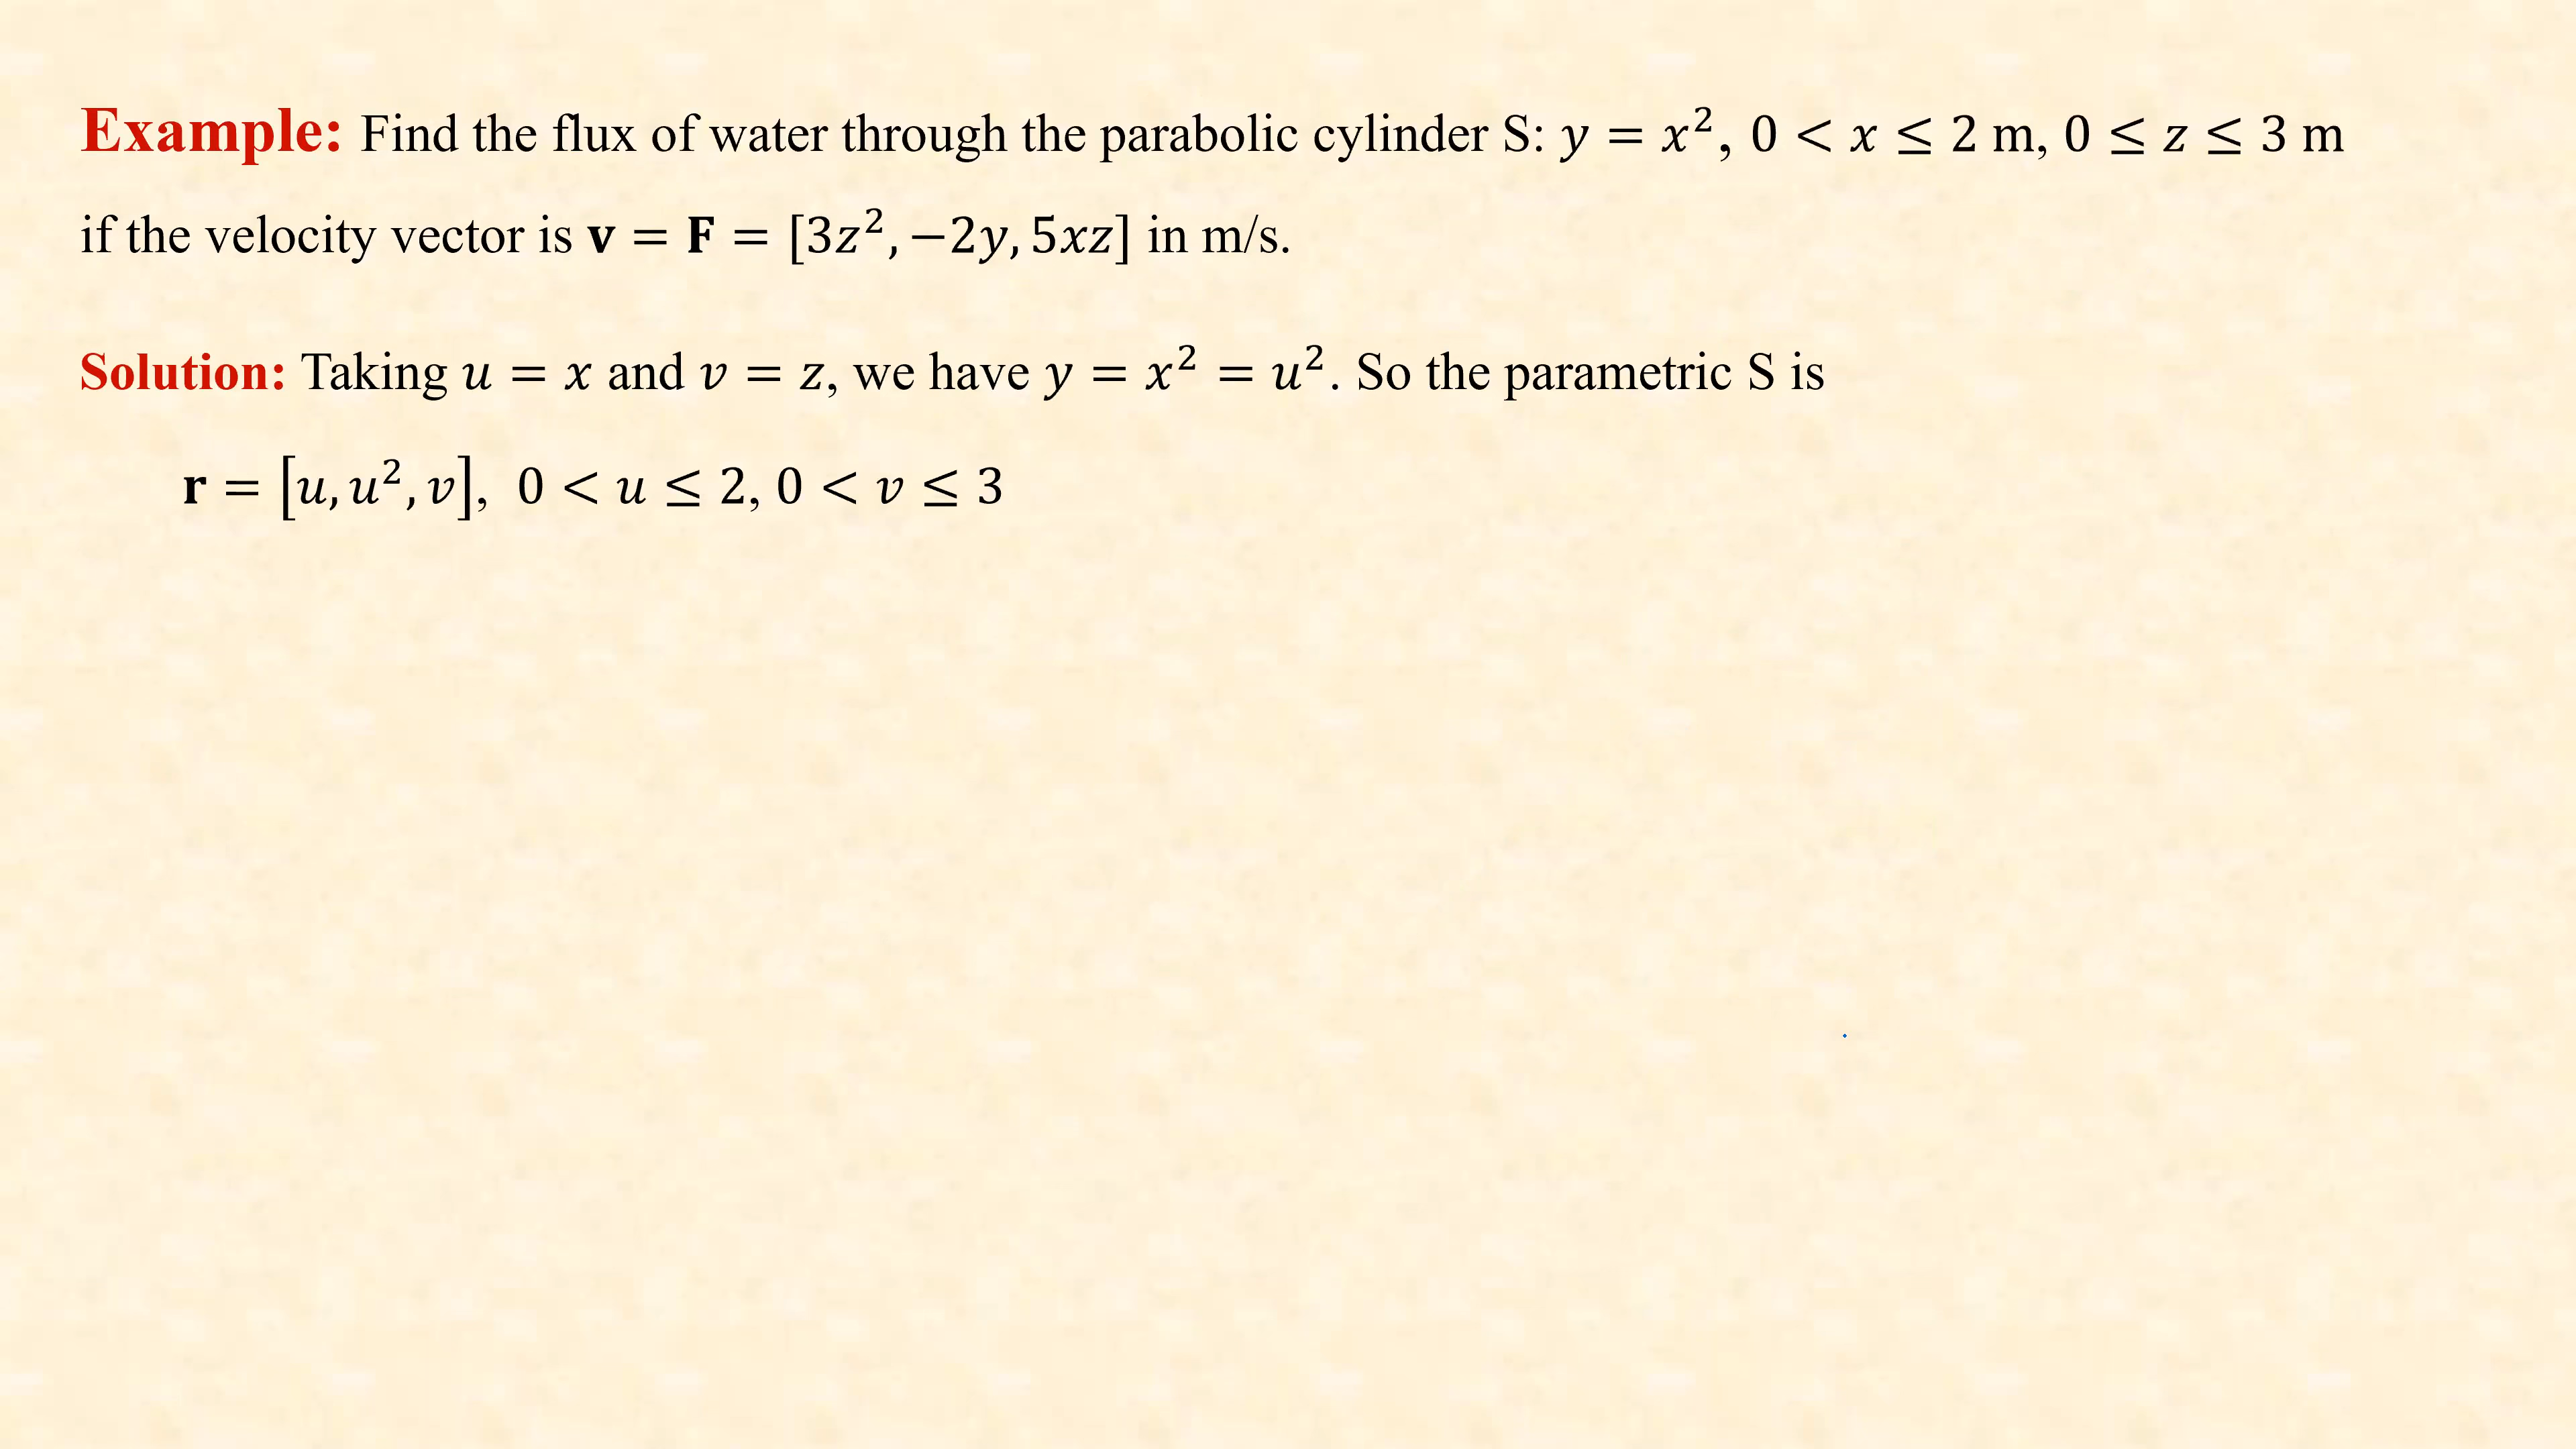 Example: Find the flux of water through the parabolic cylinder S: y = x², 0 < x ≤ 2 m, 0 ≤ z ≤ 3 m
if the velocity vector is v = F = [3z², −2y, 5xz] in m/s.
Solution: Taking u = x and v = z, we have y = x² = u². So the parametric S is
r = [u, u², v], 0 < u ≤ 2, 0 < v ≤ 3